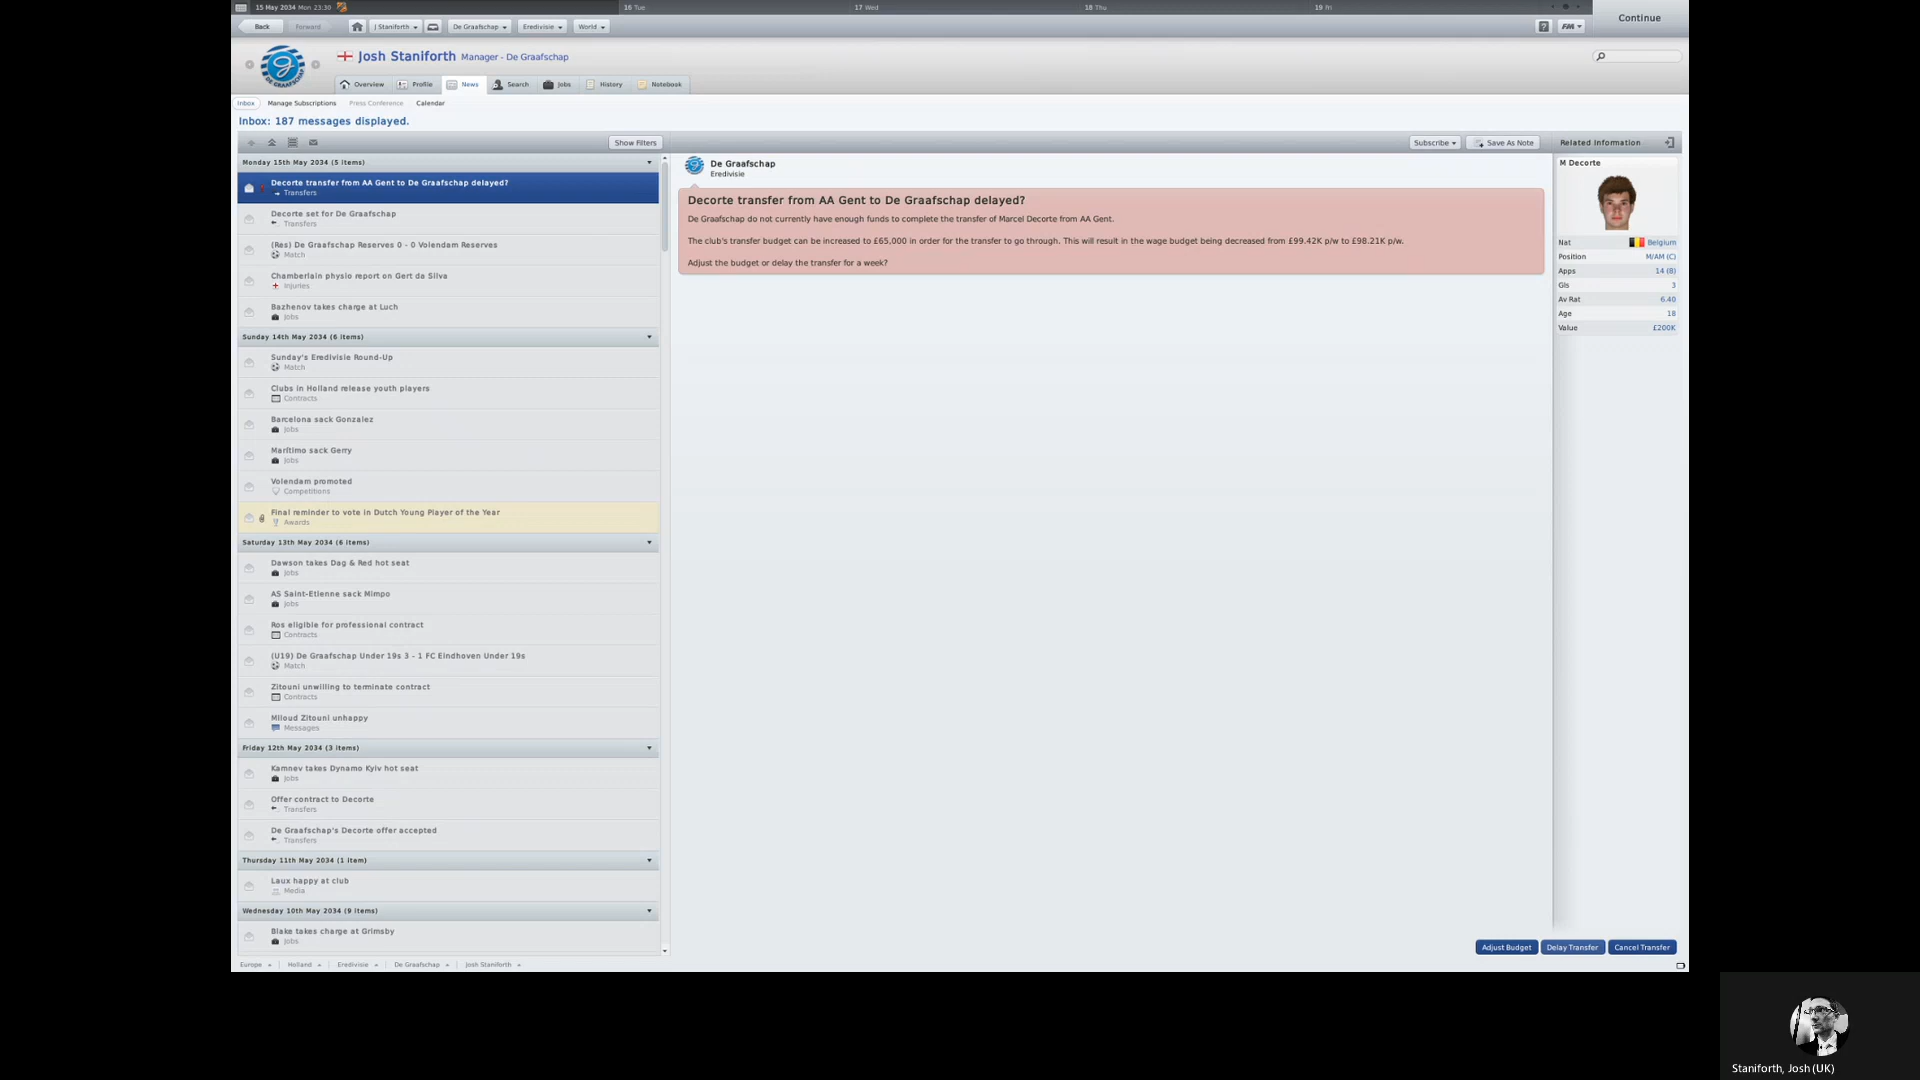 15 May 2034 Mon 23:30
16 Tue
17 Wed
18 Thu
19 Fri
Continue
Back
Forward
J Staniforth
De Graafschap
Eredivisie
World
?
FM
Josh Staniforth Manager - De Graafschap
Overview
Profile
News
Search
Jobs
History
Notebook
Inbox
Manage Subscriptions
Press Conference
Calendar
Inbox: 187 messages displayed.
Show Filters
Monday 15th May 2034 (5 items)
Decorte transfer from AA Gent to De Graafschap delayed?
Transfers
Decorte set for De Graafschap
Transfers
(Res) De Graafschap Reserves 0 - 0 Volendam Reserves
Match
Chamberlain physio report on Gert da Silva
Injuries
Bazhenov takes charge at Luch
Jobs
Sunday 14th May 2034 (6 items)
Sunday's Eredivisie Round-Up
Match
Clubs in Holland release youth players
Contracts
Barcelona sack Gonzalez
Jobs
Marítimo sack Gerry
Jobs
Volendam promoted
Competitions
Final reminder to vote in Dutch Young Player of the Year
Awards
Saturday 13th May 2034 (6 items)
Dawson takes Dag & Red hot seat
Jobs
AS Saint-Etienne sack Mimpo
Jobs
Ros eligible for professional contract
Contracts
(U19) De Graafschap Under 19s 3 - 1 FC Eindhoven Under 19s
Match
Zitouni unwilling to terminate contract
Contracts
Miloud Zitouni unhappy
Messages
Friday 12th May 2034 (3 items)
Kamnev takes Dynamo Kyiv hot seat
Jobs
Offer contract to Decorte
Transfers
De Graafschap's Decorte offer accepted
Transfers
Thursday 11th May 2034 (1 item)
Laux happy at club
Media
Wednesday 10th May 2034 (9 items)
Blake takes charge at Grimsby
Jobs
Subscribe
Save As Note
De Graafschap
Eredivisie
Decorte transfer from AA Gent to De Graafschap delayed?
De Graafschap do not currently have enough funds to complete the transfer of Marcel Decorte from AA Gent.
The club's transfer budget can be increased to £65,000 in order for the transfer to go through. This will result in the wage budget being decreased from £99.42K p/w to £98.21K p/w.
Adjust the budget or delay the transfer for a week?
Related Information
M Decorte
Nat Belgium
Position M/AM (C)
Apps 14 (8)
Gls 3
Av Rat 6.40
Age 18
Value £200K
Adjust Budget
Delay Transfer
Cancel Transfer
Europe
Holland
Eredivisie
De Graafschap
Josh Staniforth
Staniforth, Josh (UK)